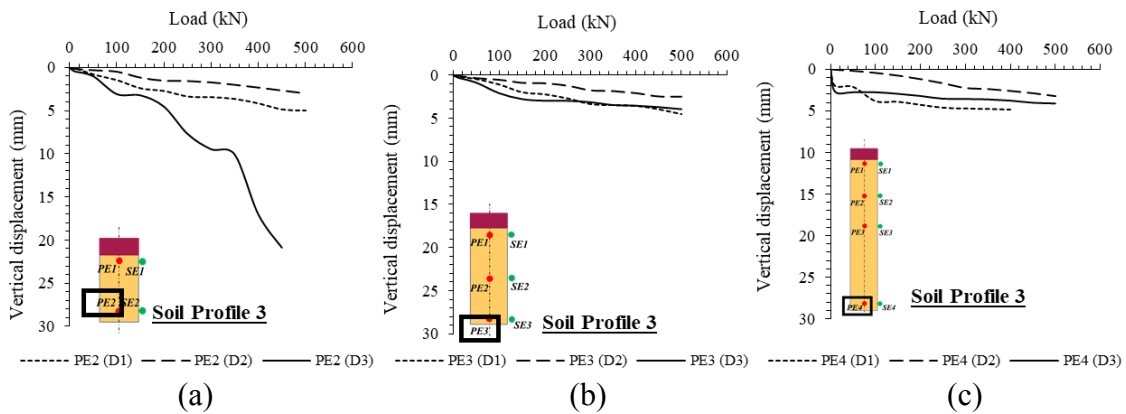 (a)
Load (kN)
0 100 200 300 400 500 600
Vertical displacement (mm)
0
5
10
15
20
25
30
PE1 SE1
PE2 SE2
Soil Profile 3
PE2 (D1) PE2 (D2) PE2 (D3)
(a)
(b)
Load (kN)
0 100 200 300 400 500 600
Vertical displacement (mm)
0
5
10
15
20
25
30
PE1 SE1
PE2 SE2
PE3 SE3
Soil Profile 3
PE3 (D1) PE3 (D2) PE3 (D3)
(b)
(c)
Load (kN)
0 100 200 300 400 500 600
Vertical displacement (mm)
0
5
10
15
20
25
30
PE1 SE1
PE2 SE2
PE3 SE3
PE4 SE4
Soil Profile 3
PE4 (D1) PE4 (D2) PE4 (D3)
(c)